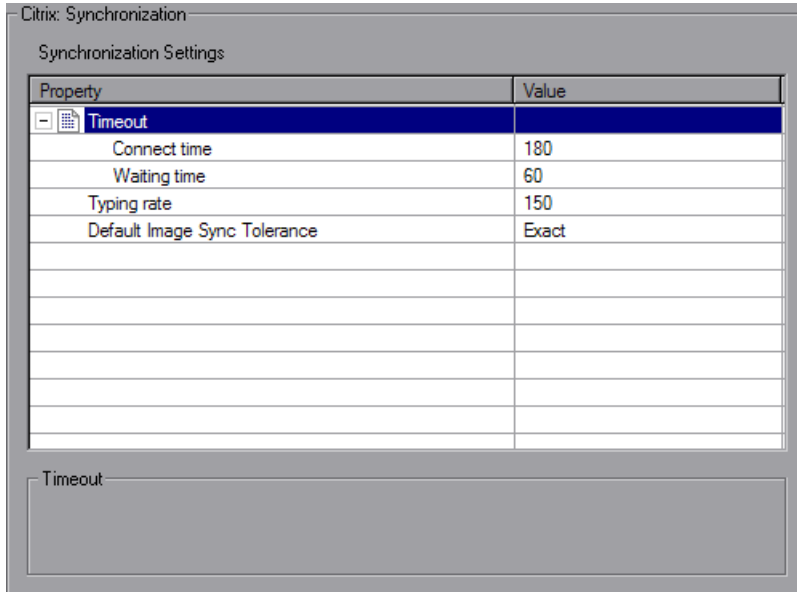 Citrix: Synchronization
Synchronization Settings
Property Value
Timeout
Connect time 180
Waiting time 60
Typing rate 150
Default Image Sync Tolerance Exact
Timeout